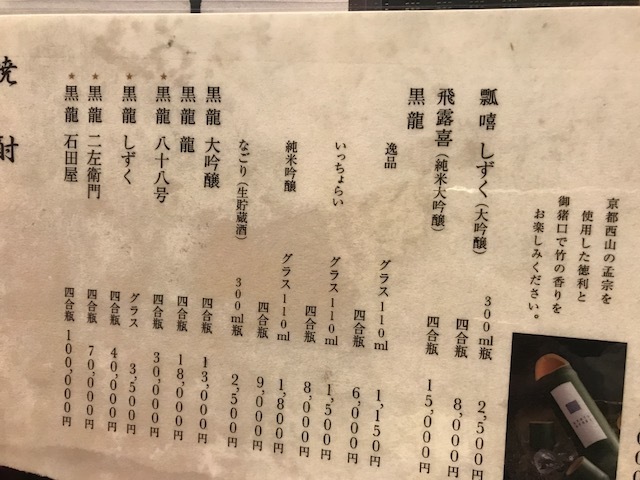 京都西山の孟宗を
使用した徳利と
御猪口で竹の香りを
お楽しみください。
瓢嘻 しずく(大吟醸) 300ml瓶 2,500円
四合瓶 8,000円
飛露喜(純米大吟醸) 四合瓶 15,000円
黒龍
逸品 グラス110ml 1,150円
四合瓶 6,000円
いっちょらい グラス110ml 1,500円
四合瓶 8,000円
純米吟醸 グラス110ml 1,800円
四合瓶 9,000円
なごり(生貯蔵酒) 300ml瓶 2,500円
黒龍 大吟醸 四合瓶 13,000円
黒龍 龍 四合瓶 18,000円
★黒龍 八十八号 四合瓶 30,000円
★黒龍 しずく グラス 3,500円
四合瓶 40,000円
★黒龍 二左衛門 四合瓶 70,000円
★黒龍 石田屋 四合瓶 100,000円
焼酎